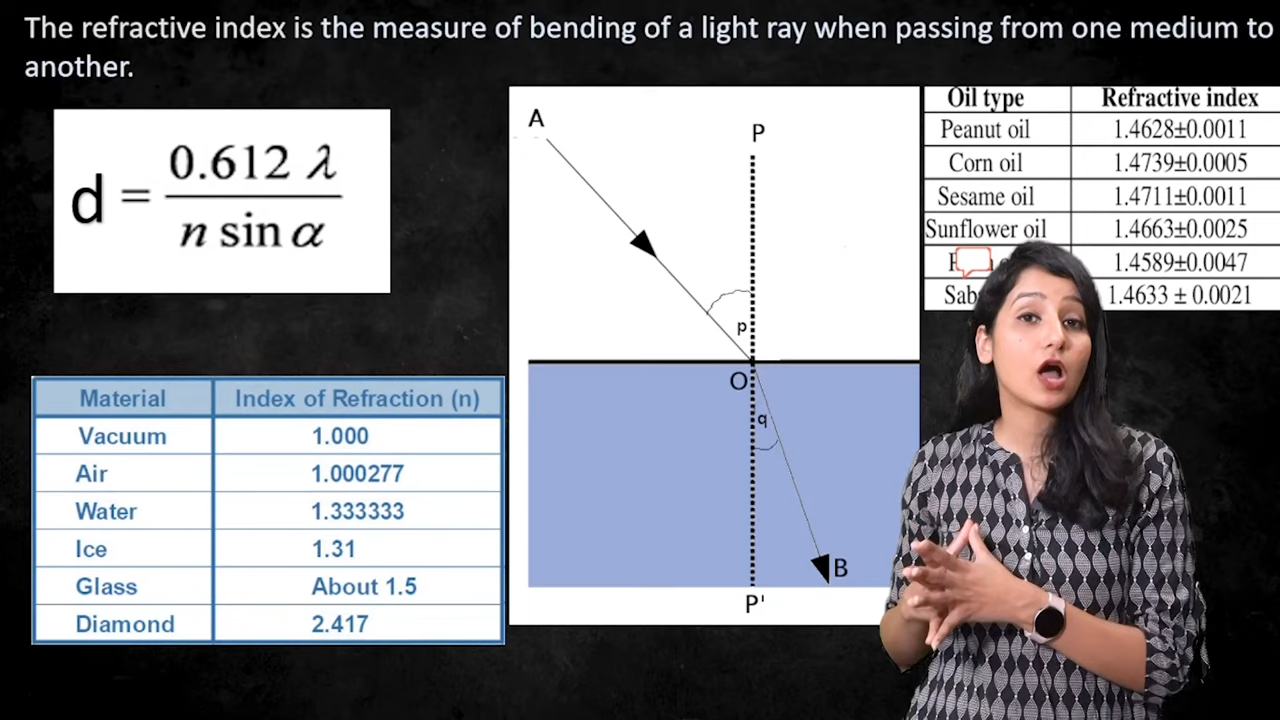 The refractive index is the measure of bending of a light ray when passing from one medium to
another.
d = 0.612 λ
n sin α
A
P
p
O
q
B
P'
Oil type Refractive index
Peanut oil 1.4628±0.0011
Corn oil 1.4739±0.0005
Sesame oil 1.4711±0.0011
Sunflower oil 1.4663±0.0025
1.4589±0.0047
1.4633 ± 0.0021
Material Index of Refraction (n)
Vacuum 1.000
Air 1.000277
Water 1.333333
Ice 1.31
Glass About 1.5
Diamond 2.417